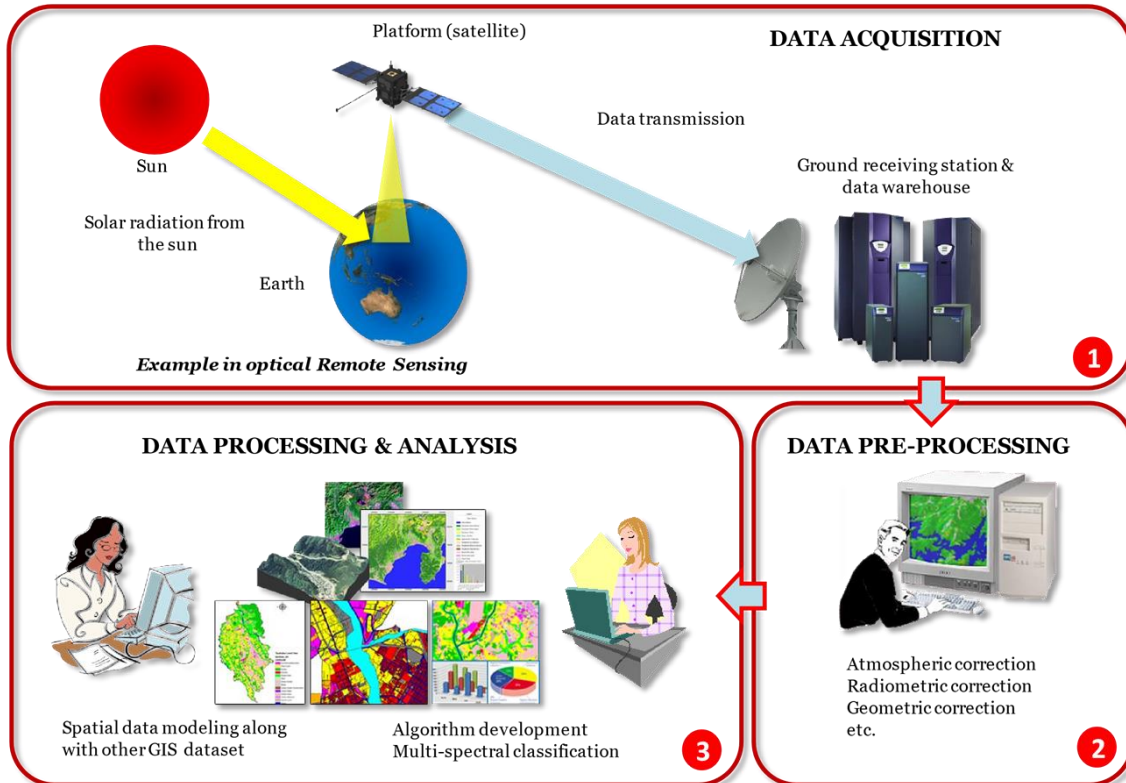 Platform (satellite)
DATA ACQUISITION
Data transmission
Sun
Ground receiving station &
data warehouse
Solar radiation from
the sun
Earth
Example in optical Remote Sensing
1
DATA PRE-PROCESSING
Atmospheric correction
Radiometric correction
Geometric correction
etc.
2
DATA PROCESSING & ANALYSIS
Spatial data modeling along
with other GIS dataset
Algorithm development
Multi-spectral classification
3